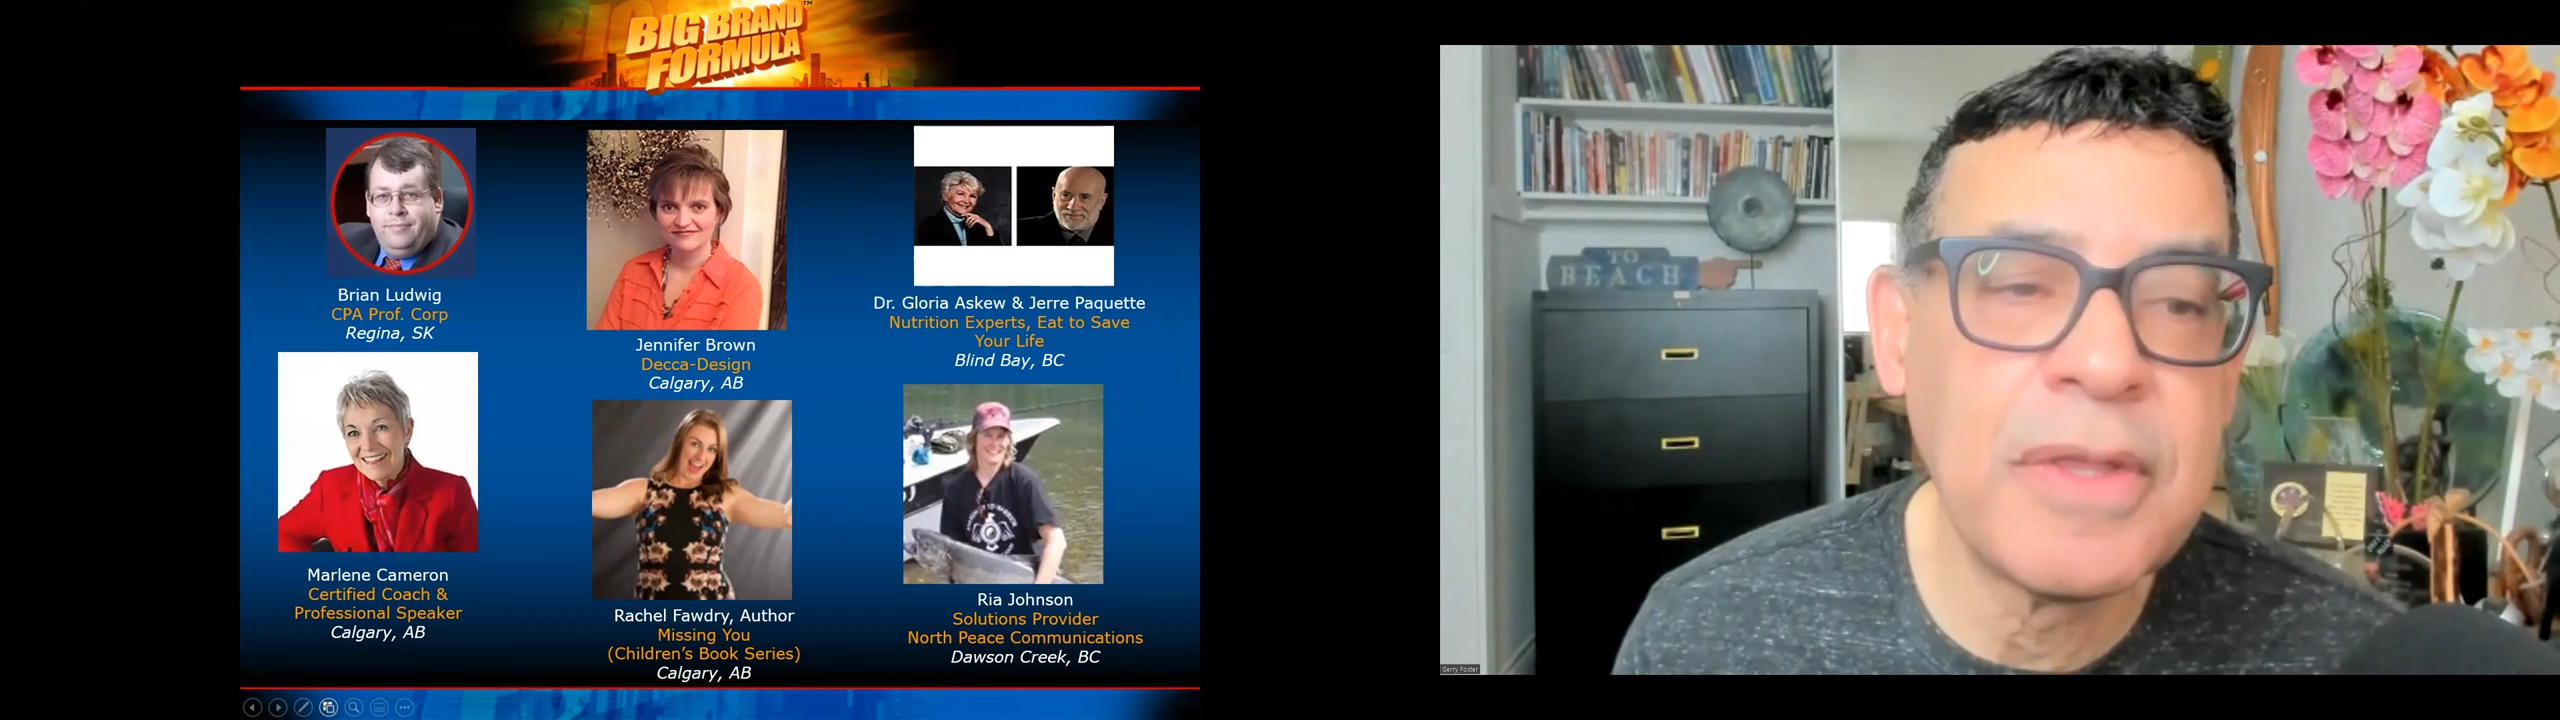 BIG BRAND
FORMULA™
Brian Ludwig
CPA Prof. Corp
Regina, SK
Jennifer Brown
Decca-Design
Calgary, AB
Dr. Gloria Askew & Jerre Paquette
Nutrition Experts, Eat to Save
Your Life
Blind Bay, BC
Marlene Cameron
Certified Coach &
Professional Speaker
Calgary, AB
Rachel Fawdry, Author
Missing You
(Children’s Book Series)
Calgary, AB
Ria Johnson
Solutions Provider
North Peace Communications
Dawson Creek, BC
TO
BEACH
Gerry Foster